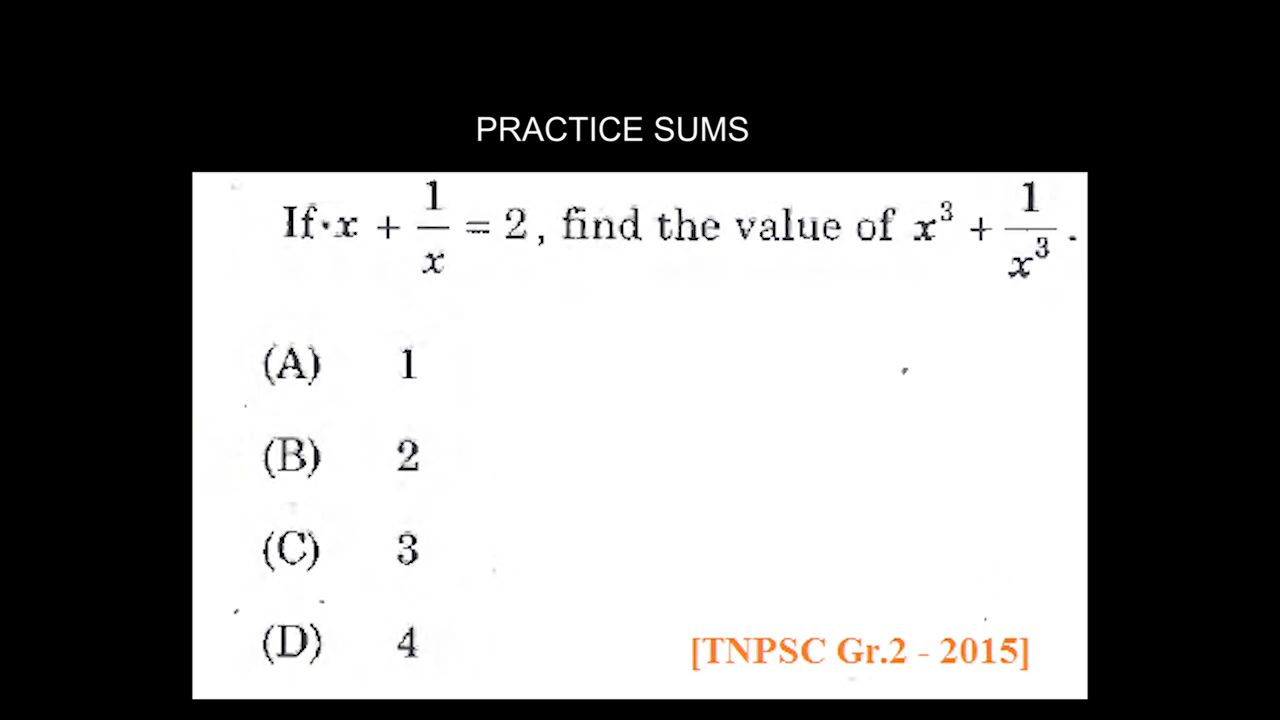 PRACTICE SUMS
If x + 1/x = 2, find the value of x³ + 1/x³.
(A) 1
(B) 2
(C) 3
(D) 4
[TNPSC Gr.2 - 2015]